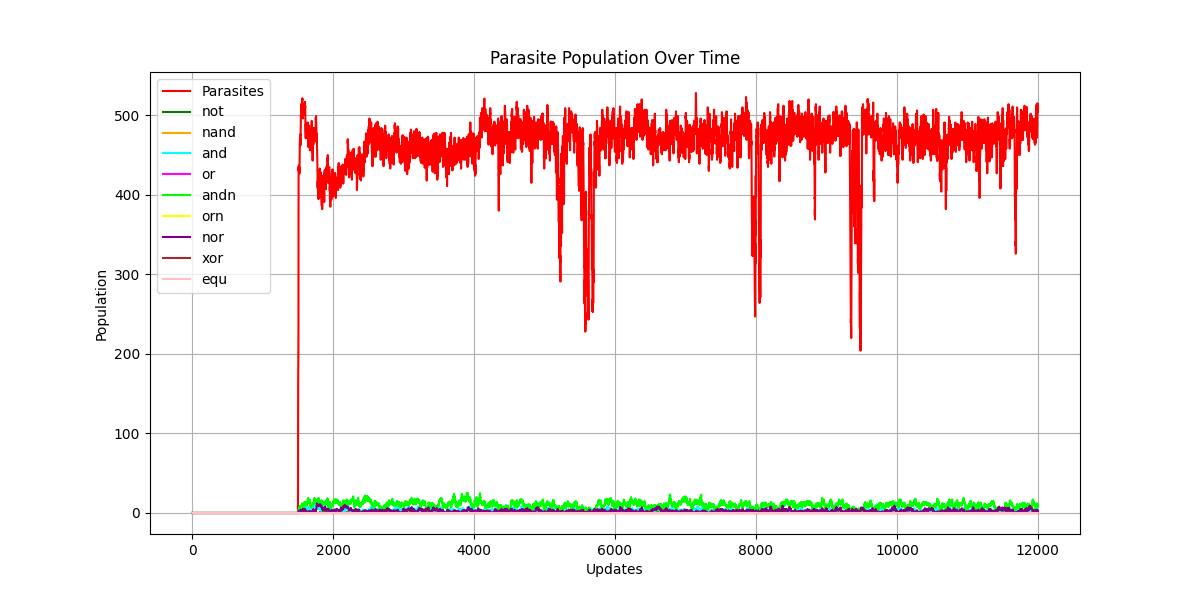 Parasite Population Over Time
Parasites
not
nand
and
or
andn
orn
nor
xor
equ
Population
500
400
300
200
100
0
0 2000 4000 6000 8000 10000 12000
Updates